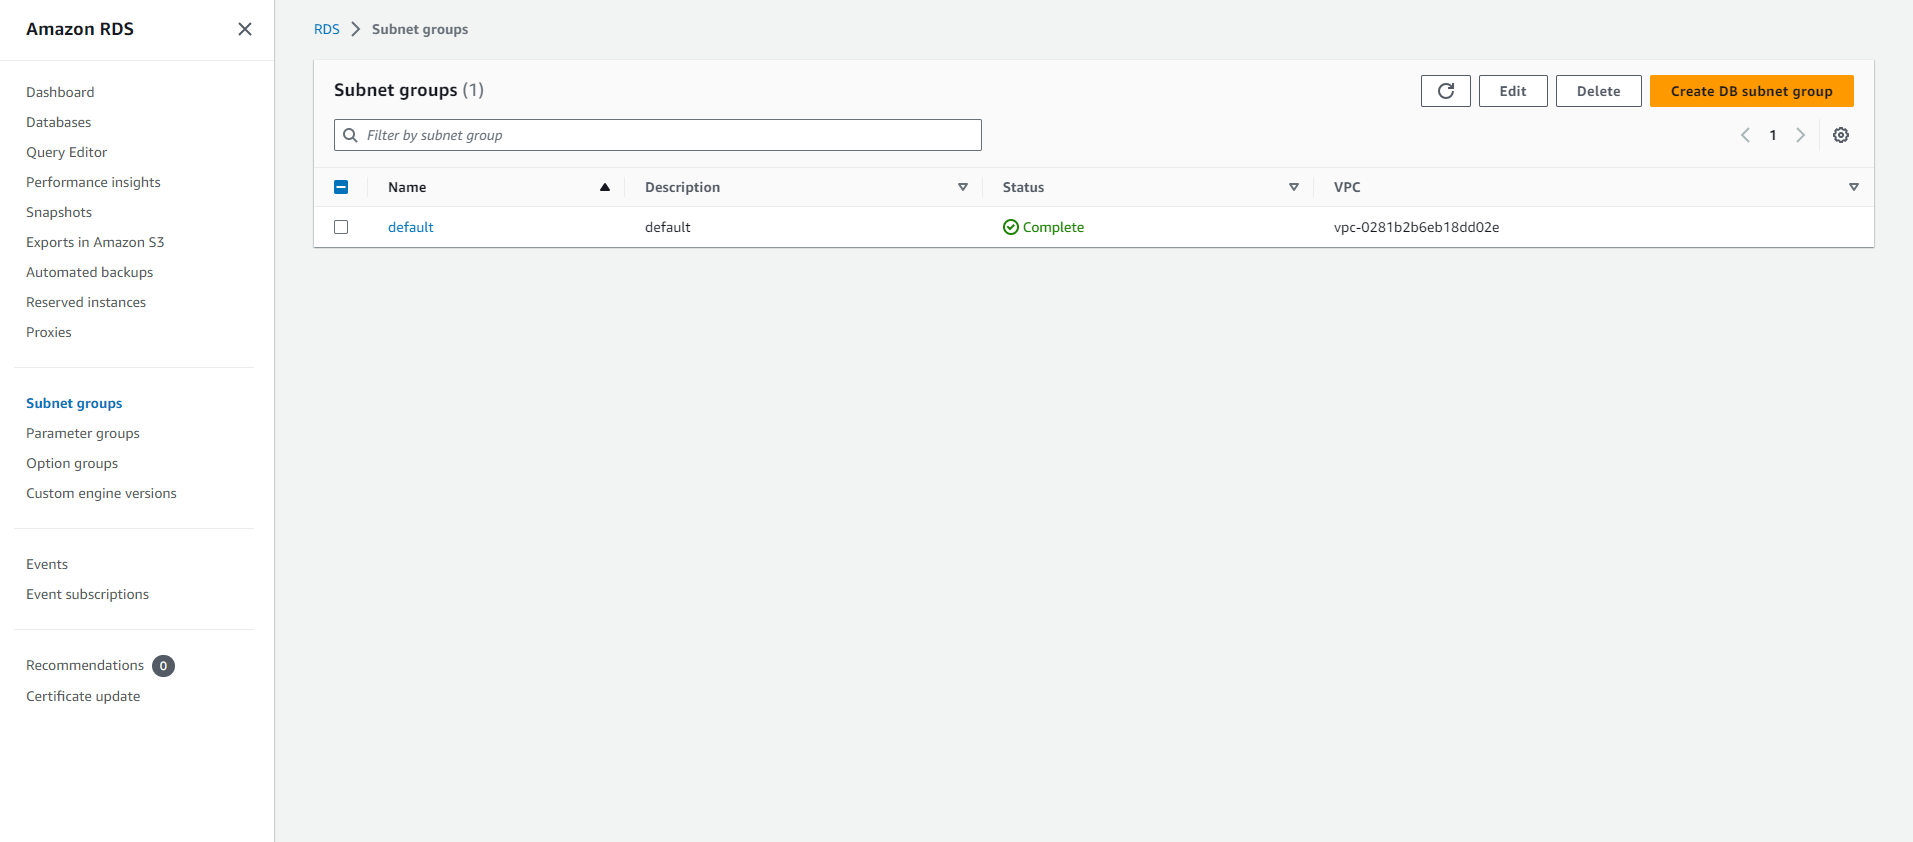 Amazon RDS
Dashboard
Databases
Query Editor
Performance insights
Snapshots
Exports in Amazon S3
Automated backups
Reserved instances
Proxies
Subnet groups
Parameter groups
Option groups
Custom engine versions
Events
Event subscriptions
Recommendations 0
Certificate update
RDS Subnet groups
Subnet groups (1)
Edit Delete Create DB subnet group
Filter by subnet group
1
Name Description Status VPC
default default Complete vpc-0281b2b6eb18dd02e